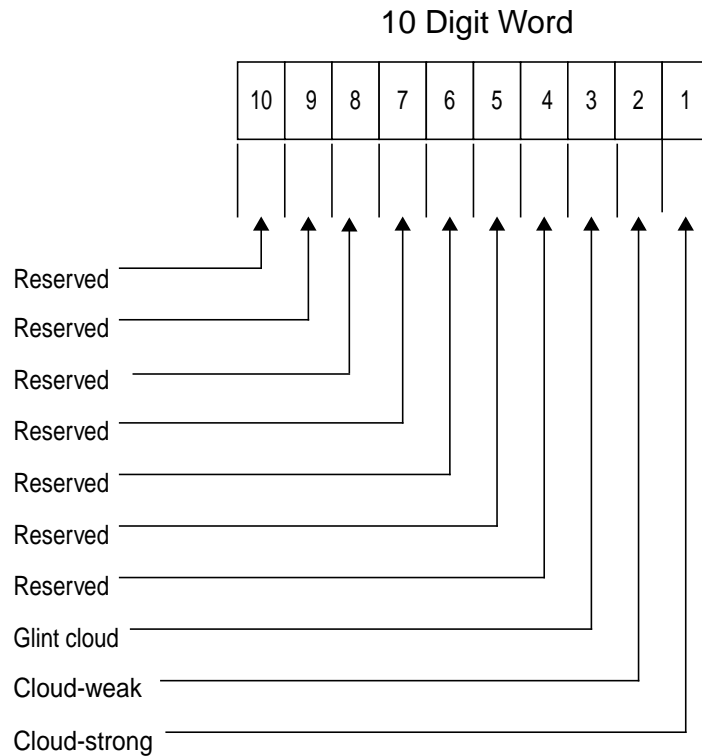 10 Digit Word
10 9 8 7 6 5 4 3 2 1
Reserved
Reserved
Reserved
Reserved
Reserved
Reserved
Reserved
Glint cloud
Cloud-weak
Cloud-strong